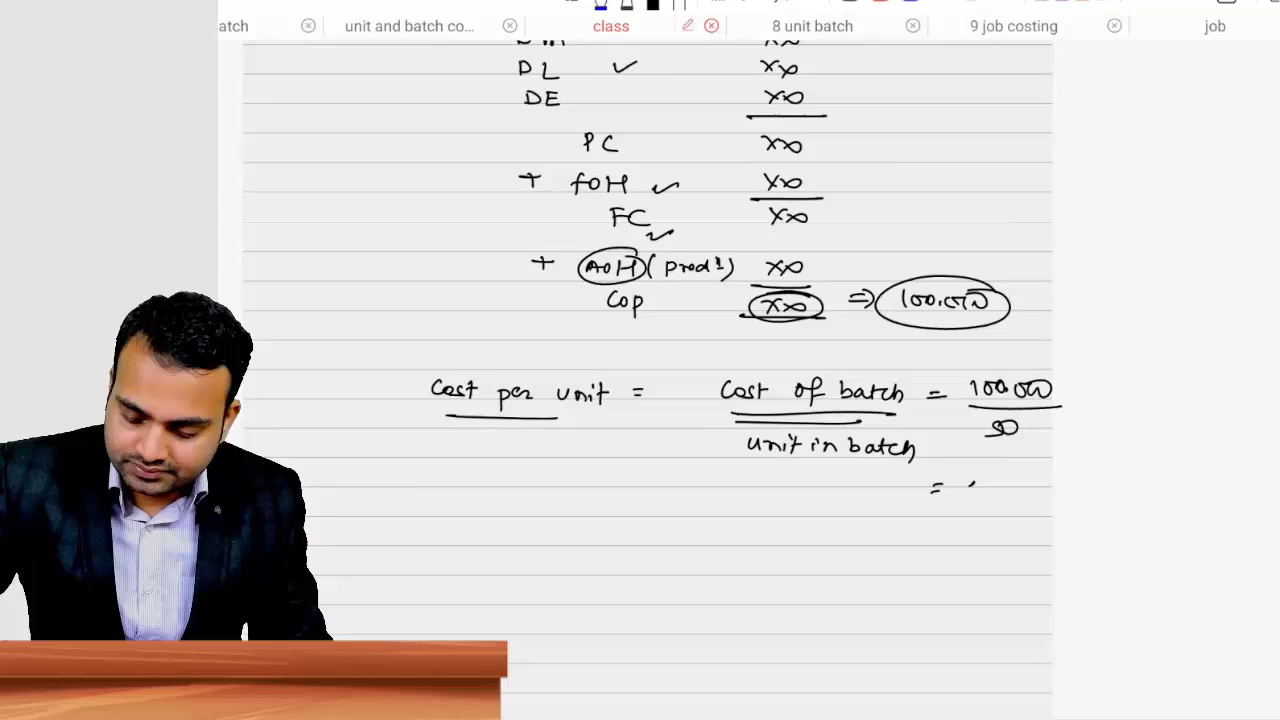 atch unit and batch co... class 8 unit batch 9 job costing job
DL ✓ xx
DE xx
PC xx
+ FOH ✓ xx
FC ✓ xx
+ AOH (prodⁿ) xx
COP xx ⇒ 100,000
Cost per unit = Cost of batch = 100,000
unit in batch 50
=